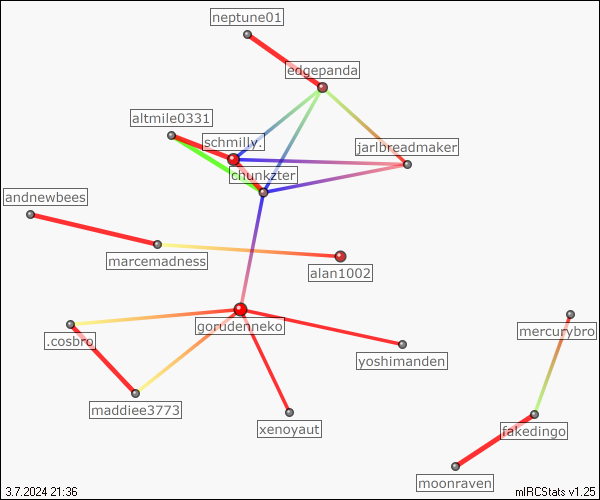 neptune01
edgepanda
altmile0331
schmilly.
jarlbreadmaker
chunkzter
andnewbees
marcemadness
alan1002
gorudenneko
mercurybro
.cosbro
yoshimanden
maddiee3773
xenoyaut
fakedingo
moonraven
3.7.2024 21:36
mIRCStats v1.25